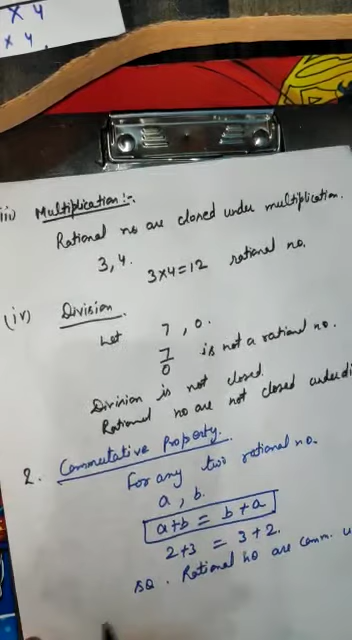 x 4
x 4.
iii) Multiplication:-
Rational no are closed under multiplication.
3, 4.
3x4=12 rational no.
(iv) Division
Let 7, 0.
7/0 is not a rational no.
Division is not closed.
Rational no are not closed under di
2. Commutative Property.
For any two rational no.
a, b.
a+b = b+a
2+3 = 3+2.
so. Rational no are comm. u